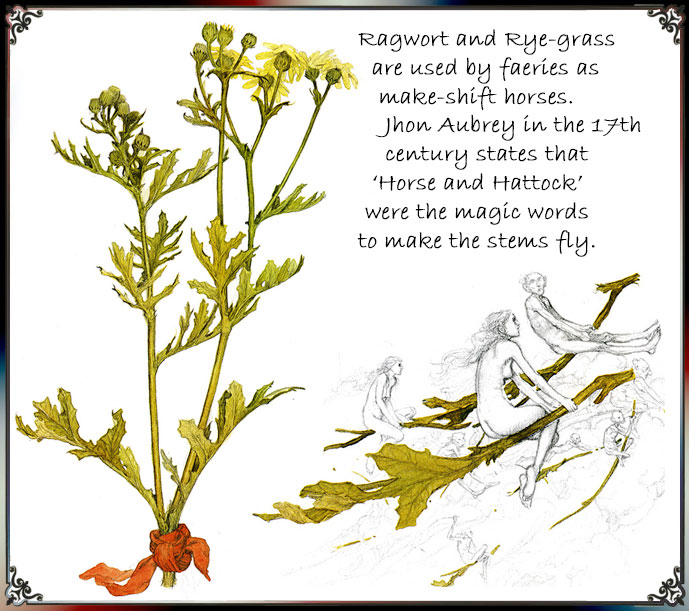 Ragwort and Rye-grass
are used by faeries as
make-shift horses.
Jhon Aubrey in the 17th
century states that
'Horse and Hattock'
were the magic words
to make the stems fly.